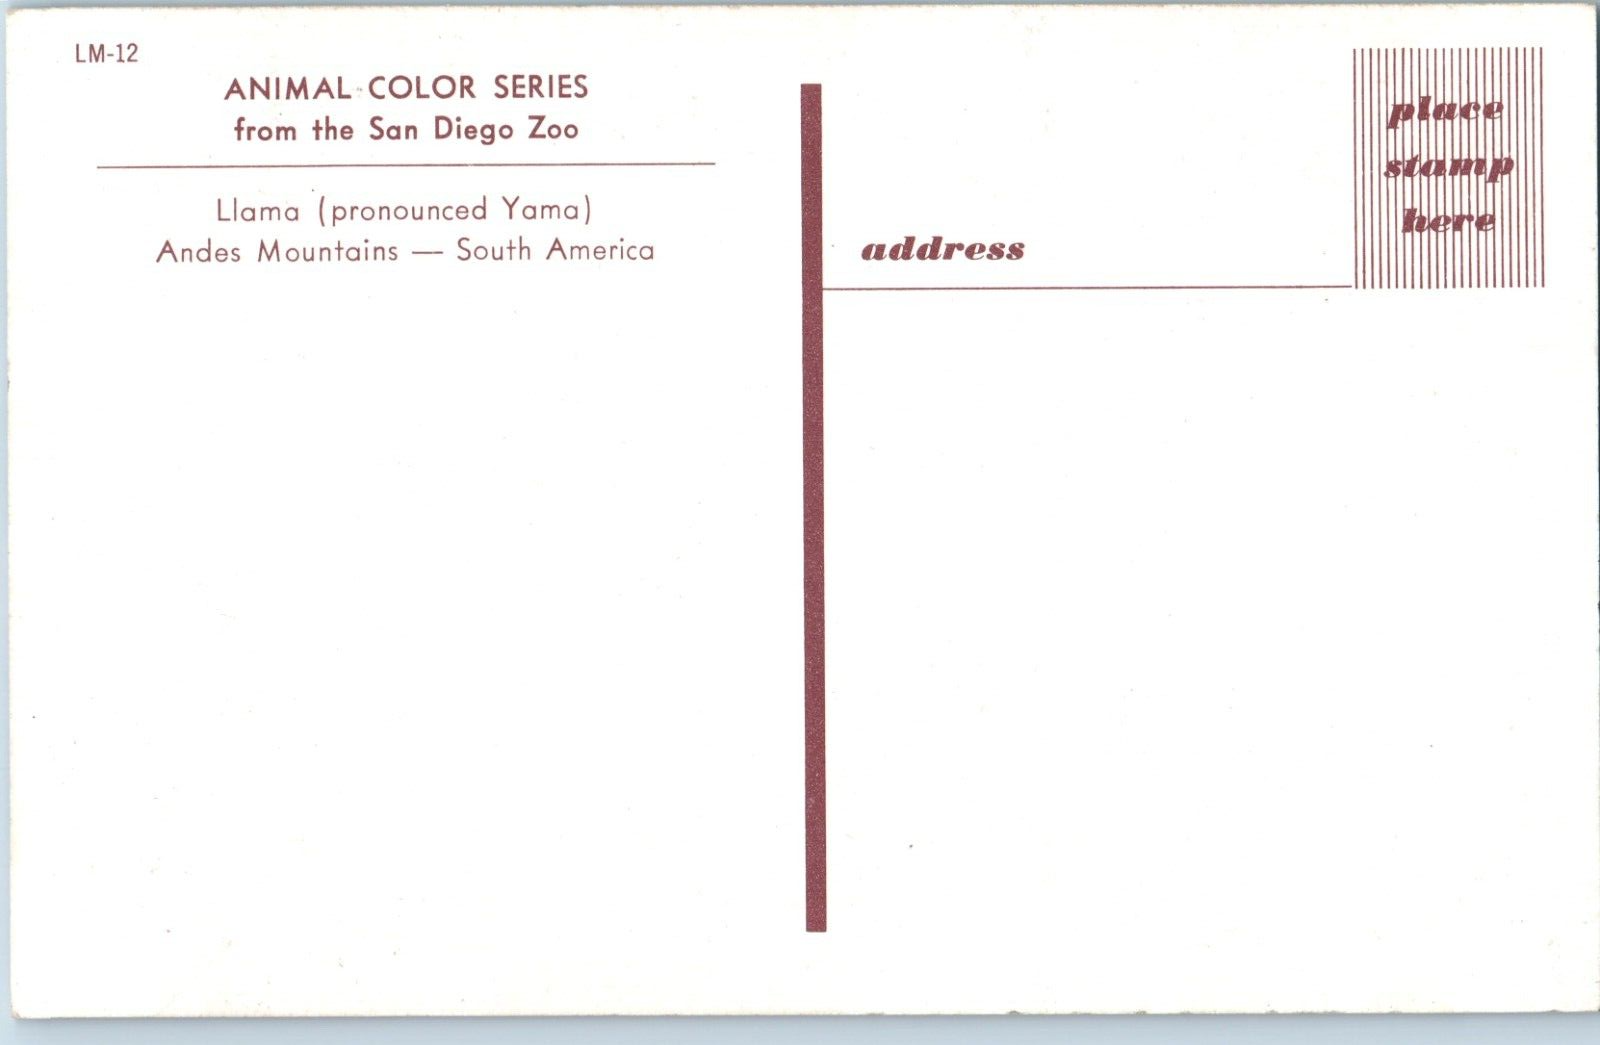 LM-12
ANIMAL COLOR SERIES
from the San Diego Zoo
Llama (pronounced Yama)
Andes Mountains — South America
address
place
stamp
here